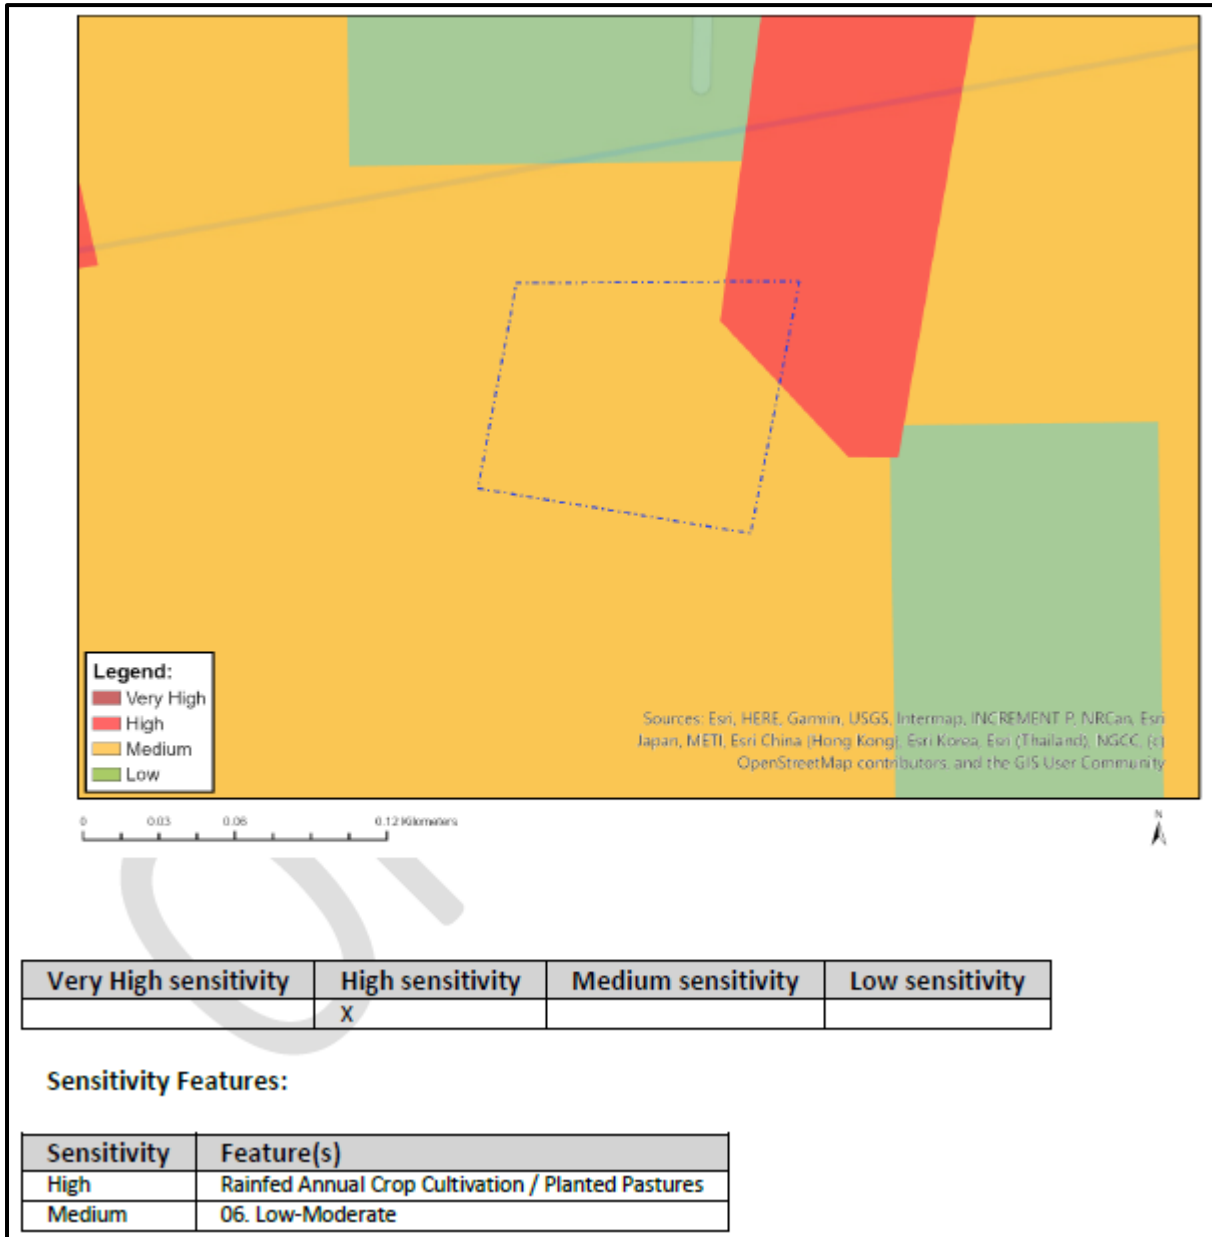 Legend:
Very High
High
Medium
Low
Sources: Esri, HERE, Garmin, USGS, Intermap, INCREMENT P, NRCan, Esri
Japan, METI, Esri China (Hong Kong), Esri Korea, Esri (Thailand), NGCC, (c)
OpenStreetMap contributors, and the GIS User Community
0 0.03 0.06 0.12 Kilometers
N
Very High sensitivity High sensitivity Medium sensitivity Low sensitivity
X
Sensitivity Features:
Sensitivity Feature(s)
High Rainfed Annual Crop Cultivation / Planted Pastures
Medium 06. Low-Moderate